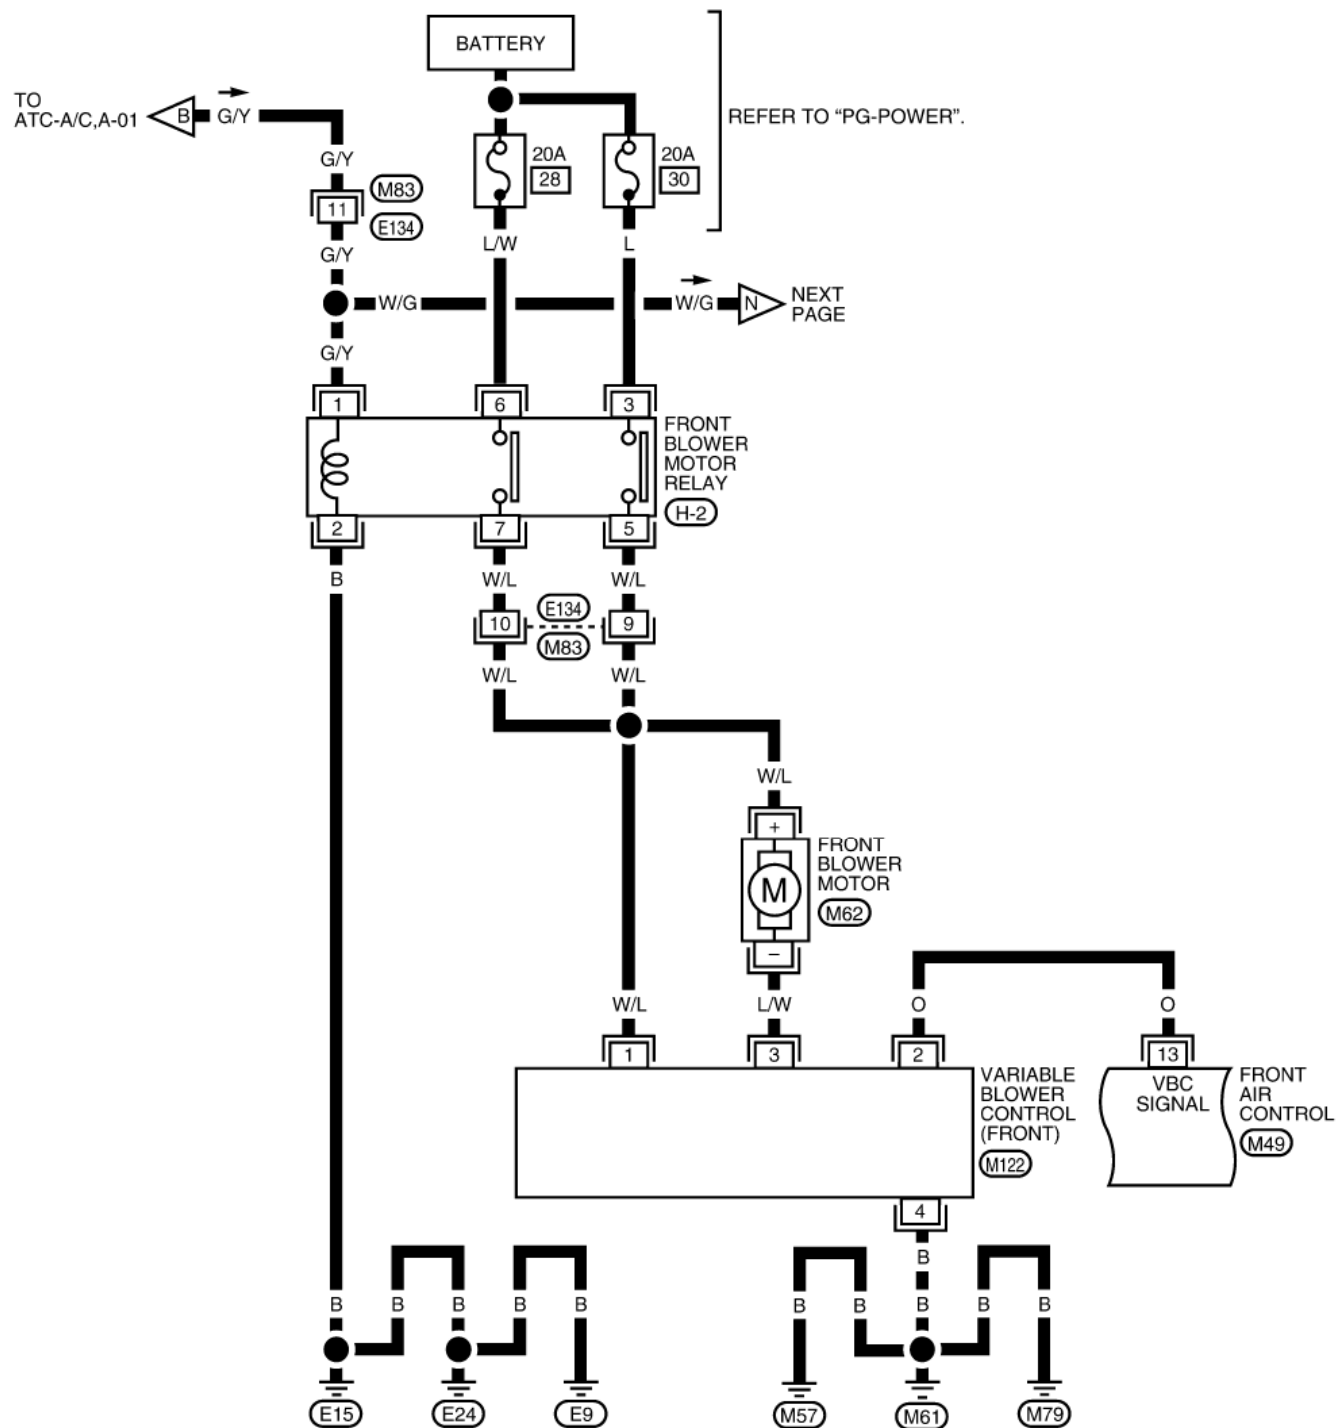 BATTERY
TO
ATC-A/C,A-01
B
G/Y
REFER TO “PG-POWER”.
G/Y
20A
28
20A
30
11
M83
E134
G/Y
L/W
L
W/G
W/G
N
NEXT
PAGE
G/Y
1
6
3
FRONT
BLOWER
MOTOR
RELAY
H-2
2
7
5
B
W/L
W/L
10
E134
M83
9
W/L
W/L
W/L
+
M
–
FRONT
BLOWER
MOTOR
M62
W/L
L/W
O
O
1
3
2
13
VBC
SIGNAL
VARIABLE
BLOWER
CONTROL
(FRONT)
M122
FRONT
AIR
CONTROL
M49
4
B
B
B
B
B
B
B
B
B
B
B
E15
E24
E9
M57
M61
M79